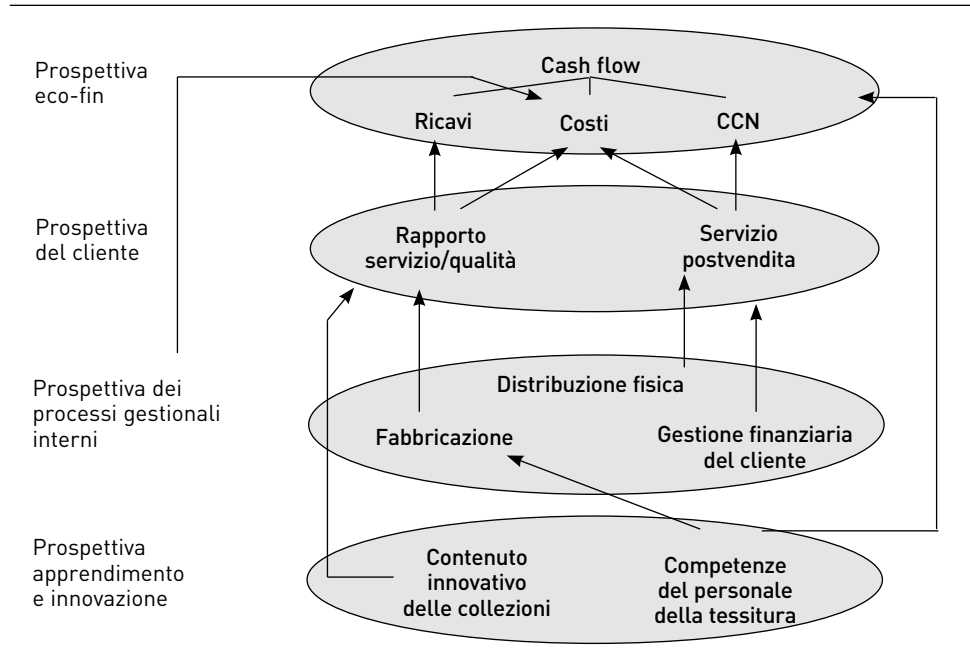 Prospettiva
eco-fin
Cash flow
Ricavi
Costi
CCN
Prospettiva
del cliente
Rapporto
servizio/qualità
Servizio
postvendita
Prospettiva dei
processi gestionali
interni
Distribuzione fisica
Fabbricazione
Gestione finanziaria
del cliente
Prospettiva
apprendimento
e innovazione
Contenuto
innovativo
delle collezioni
Competenze
del personale
della tessitura